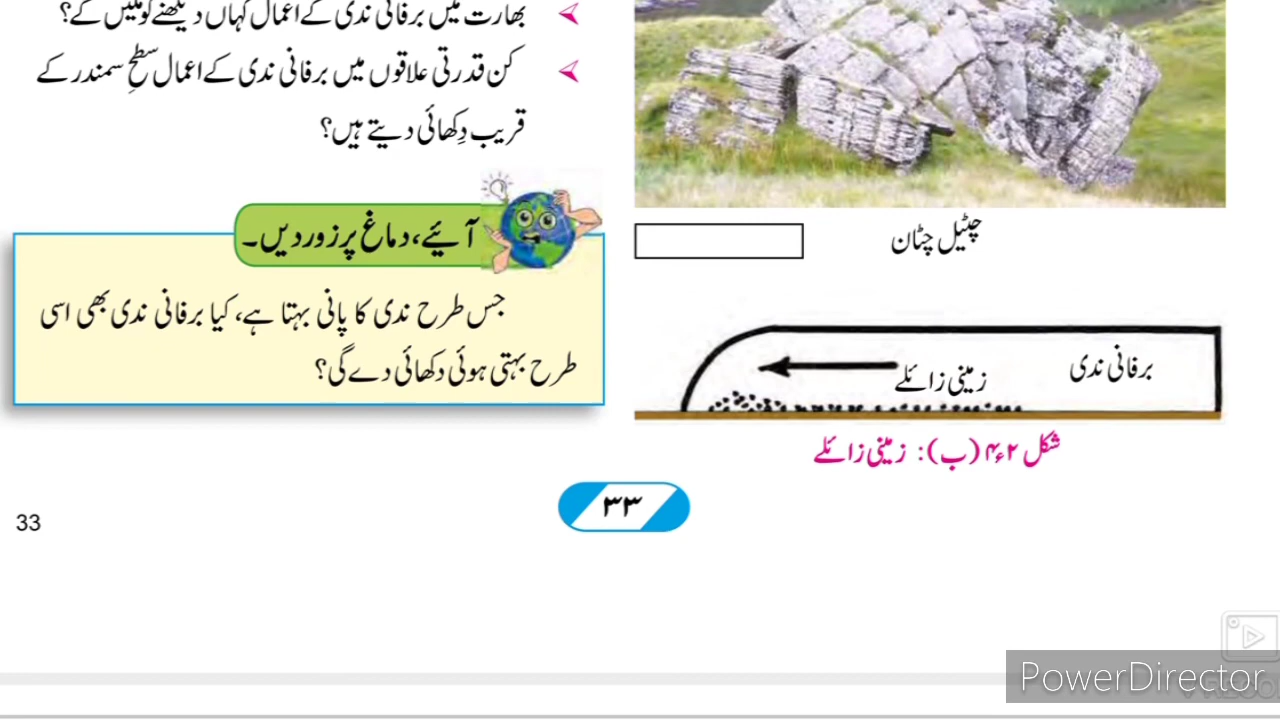 بھارت میں برفانی ندی کے اعمال کہاں دیکھنے کو ملیں گے؟
کن قدرتی علاقوں میں برفانی ندی کے اعمال سطحِ سمندر کے
قریب دِکھائی دیتے ہیں؟
آئیے، دماغ پر زور دیں۔
جس طرح ندی کا پانی بہتا ہے، کیا برفانی ندی بھی اسی
طرح بہتی ہوئی دکھائی دے گی؟
چٹیل چٹان
برفانی ندی
زمینی زائلے
شکل ۴ء۲ (ب): زمینی زائلے
۳۳
33
PowerDirector